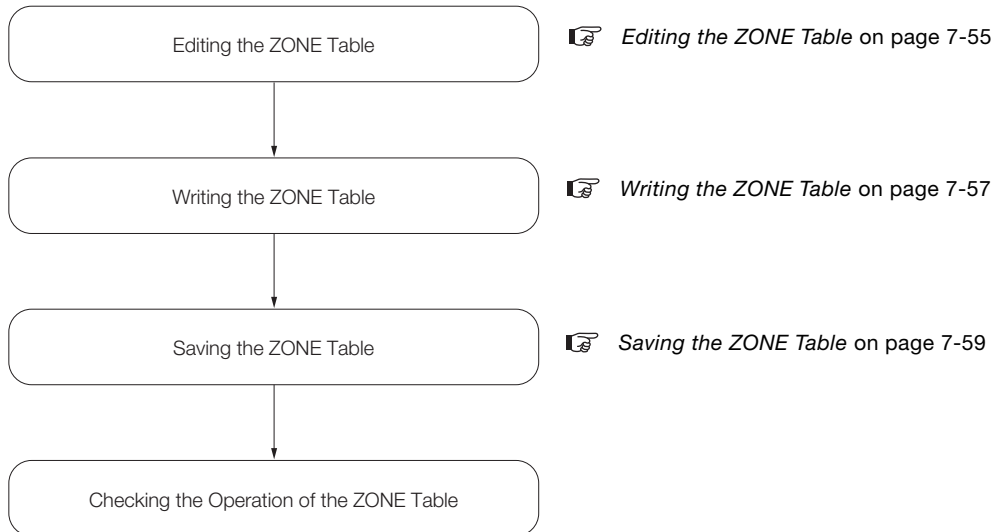 Editing the ZONE Table
Editing the ZONE Table on page 7-55
Writing the ZONE Table
Writing the ZONE Table on page 7-57
Saving the ZONE Table
Saving the ZONE Table on page 7-59
Checking the Operation of the ZONE Table